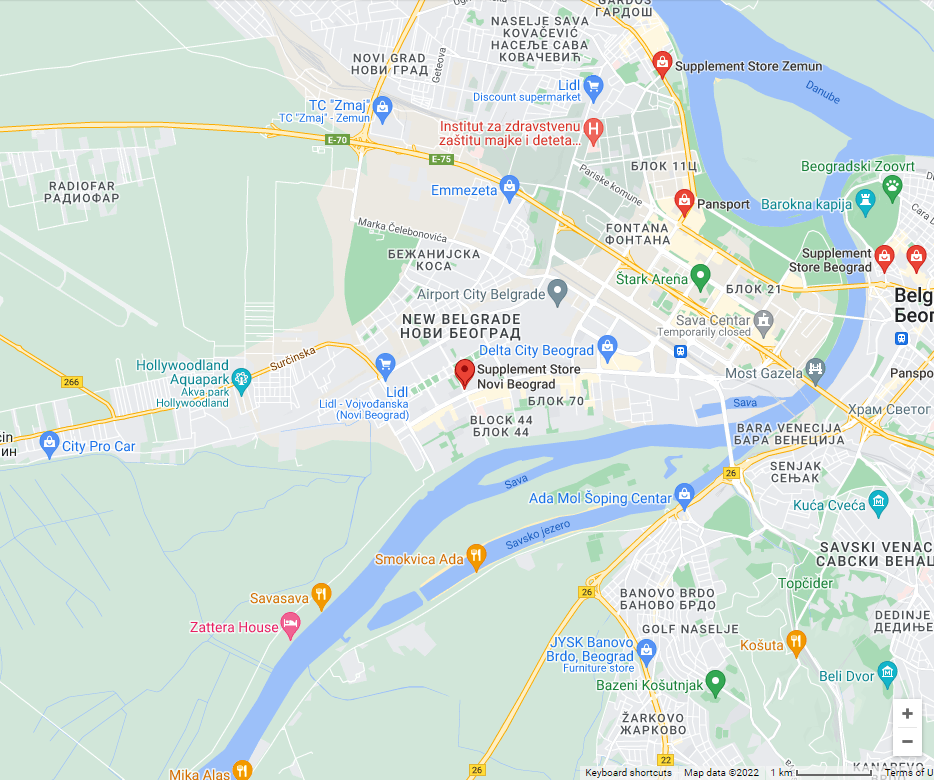 GARDOŠ
ГАРДОШ
NASELJE SAVA
KOVAČEVIĆ
НАСЕЉЕ САВА
КОВАЧЕВИЋ
NOVI GRAD
НОВИ ГРАД
Geteova
Supplement Store Zemun
Lidl
Discount supermarket
Danube
TC "Zmaj"
TC "Zmaj" - Zemun
Institut za zdravstvenu
zaštitu majke i deteta...
E-70
E-75
БЛОК 11Ц
Beogradski Zoovrt
RADIOFAR
РАДИОФАР
Emmezeta
Pariske komune
Pansport
Barokna kapija
Cara D
Marka Čelebonovića
FONTANA
ФОНТАНА
БЕЖАНИЈСКА
КОСА
Supplement
Store Beograd
Štark Arena
БЛОК 21
Airport City Belgrade
Belg
Беог
NEW BELGRADE
НОВИ БЕОГРАД
Sava Centar
Temporarily closed
Surčinska
Delta City Beograd
Hollywoodland
Aquapark
Akva park
Hollywoodland
Supplement Store
Novi Beograd
Most Gazela
Panspo
266
Lidl
Lidl - Vojvođanska
(Novi Beograd)
БЛОК 70
Sava
Храм Светог
BLOCK 44
БЛОК 44
BARA VENECIJA
БАРА ВЕНЕЦИЈА
cin
ин
City Pro Car
SENJAK
СЕЊАК
26
Sava
Ada Mol Šoping Centar
Kuća Cveća
Savsko jezero
SAVSKI VENAC
САВСКИ ВЕНАЦ
Smokvica Ada
Topčider
26
BANOVO BRDO
БАНОВО БРДО
Savasava
DEDINJE
ДЕДИЊЕ
Zattera House
GOLF NASELJE
JYSK Banovo
Brdo, Beograd
Furniture store
Košuta
Beli Dvor
Bazeni Košutnjak
ŽARKOVO
ЖАРКОВО
22
26
Mika Alas
KANAREVO
BRDO
Keyboard shortcuts
Map data ©2022
1 km
Terms of U